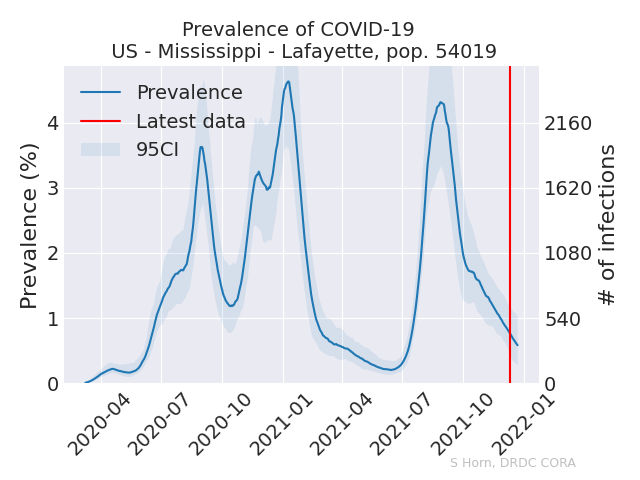 Prevalence of COVID-19
US - Mississippi - Lafayette, pop. 54019
Prevalence
Latest data
95CI
Prevalence (%)
4
3
2
1
0
2160
1620
1080
540
0
# of infections
2020-04
2020-07
2020-10
2021-01
2021-04
2021-07
2021-10
2022-01
S Horn, DRDC CORA